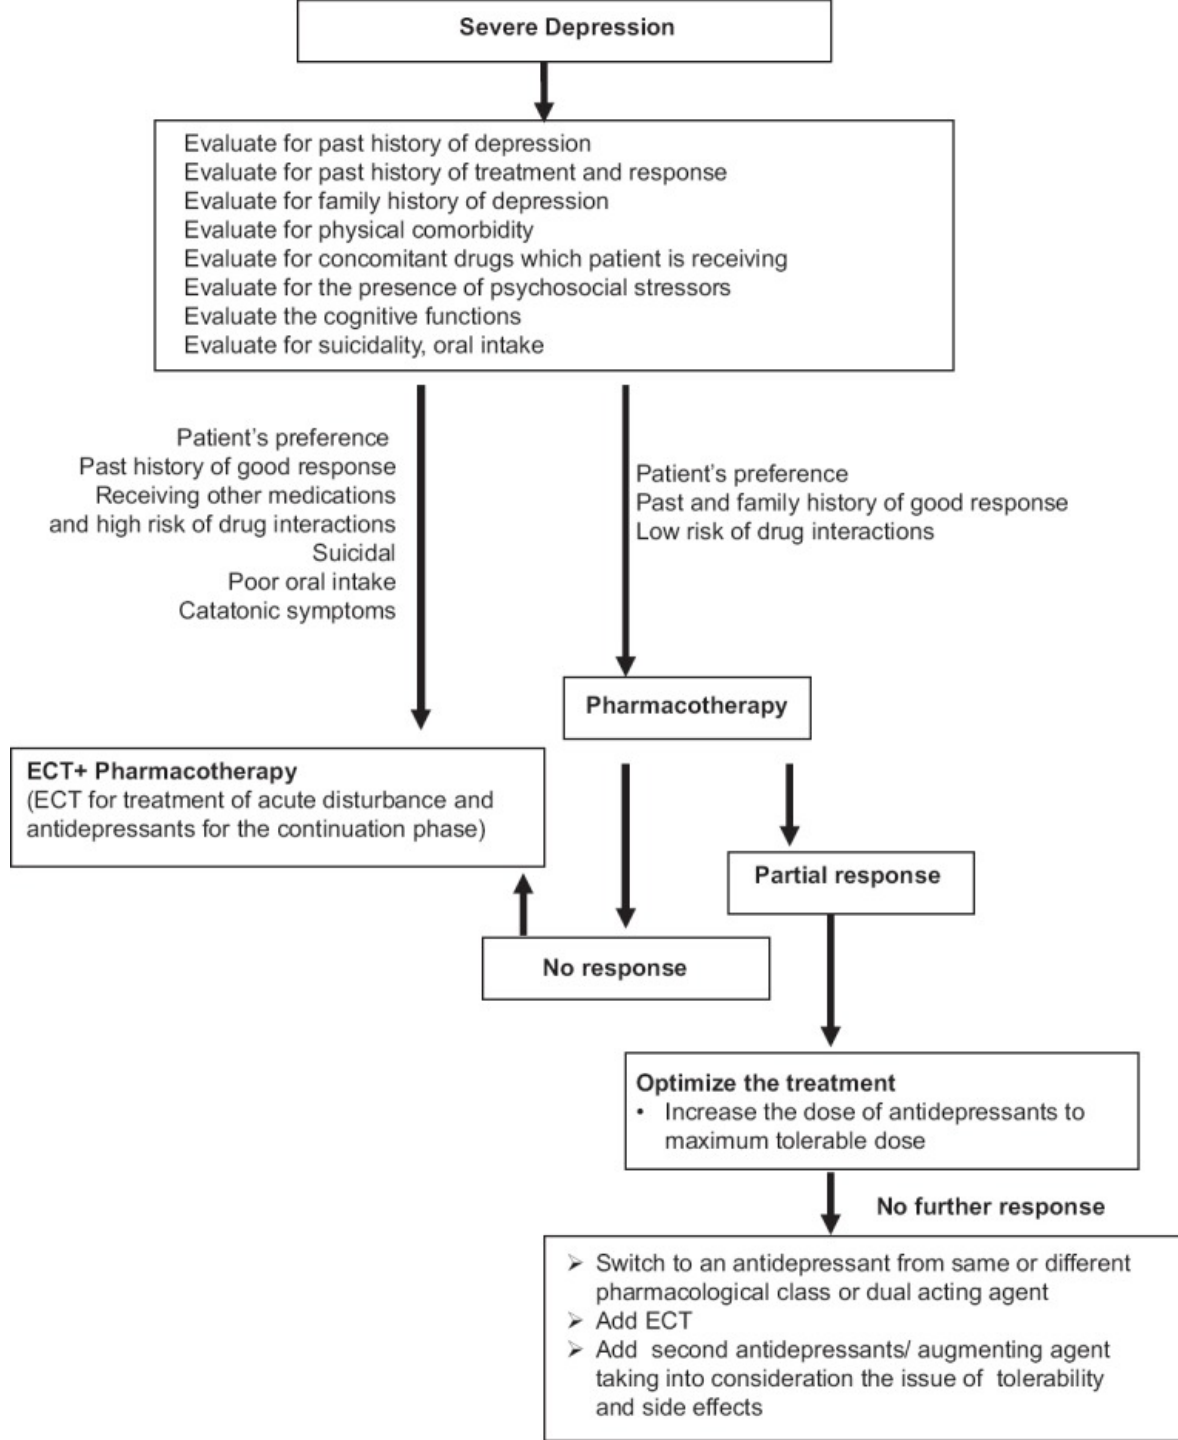 Severe Depression
Evaluate for past history of depression
Evaluate for past history of treatment and response
Evaluate for family history of depression
Evaluate for physical comorbidity
Evaluate for concomitant drugs which patient is receiving
Evaluate for the presence of psychosocial stressors
Evaluate the cognitive functions
Evaluate for suicidality, oral intake
Patient’s preference
Past history of good response
Receiving other medications
and high risk of drug interactions
Suicidal
Poor oral intake
Catatonic symptoms
Patient’s preference
Past and family history of good response
Low risk of drug interactions
Pharmacotherapy
ECT+ Pharmacotherapy
(ECT for treatment of acute disturbance and
antidepressants for the continuation phase)
Partial response
No response
Optimize the treatment
• Increase the dose of antidepressants to
maximum tolerable dose
No further response
➢ Switch to an antidepressant from same or different
pharmacological class or dual acting agent
➢ Add ECT
➢ Add second antidepressants/ augmenting agent
taking into consideration the issue of tolerability
and side effects